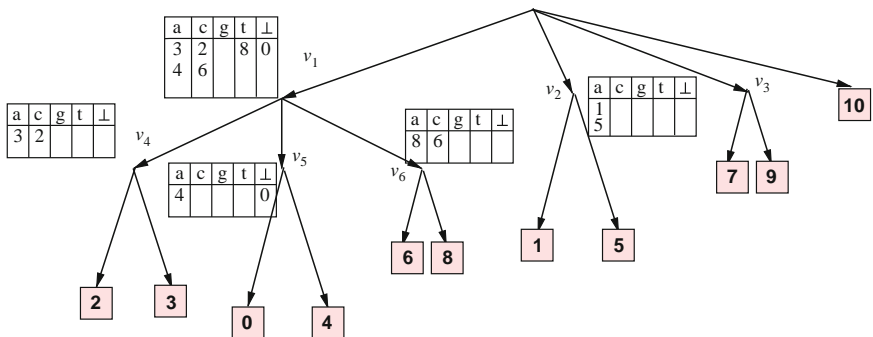 a c g t ⊥
3 2 8 0
4 6
v1
v2
a c g t ⊥
1
5
v3
10
a c g t ⊥
3 2
v4
a c g t ⊥
4 0
v5
a c g t ⊥
8 6
v6
7 9
2 3
0 4
6 8
1 5